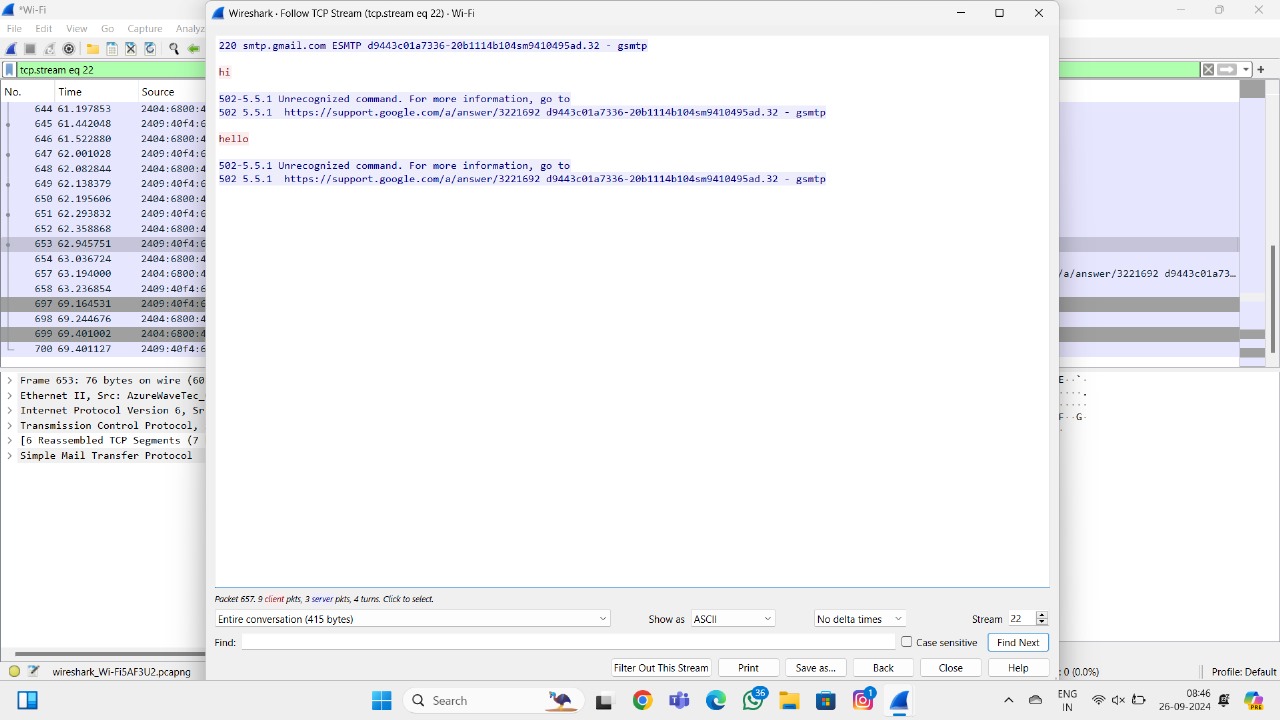 *Wi-Fi
File Edit View Go Capture Analyz
tcp.stream eq 22
No. Time Source
644 61.197853 2404:6800:4
645 61.442048 2409:40f4:6
646 61.522880 2404:6800:4
647 62.001028 2409:40f4:6
648 62.082844 2404:6800:4
649 62.138379 2409:40f4:6
650 62.195606 2404:6800:4
651 62.293832 2409:40f4:6
652 62.358868 2404:6800:4
653 62.945751 2409:40f4:6
654 63.036724 2404:6800:4
657 63.194000 2404:6800:4
658 63.236854 2409:40f4:6
697 69.164531 2409:40f4:6
698 69.244676 2404:6800:4
699 69.401002 2404:6800:4
700 69.401127 2409:40f4:6
/a/answer/3221692 d9443c01a73...
Frame 653: 76 bytes on wire (60
Ethernet II, Src: AzureWaveTec_
Internet Protocol Version 6, Sr
Transmission Control Protocol,
[6 Reassembled TCP Segments (7
Simple Mail Transfer Protocol
E··`·
F··G·
Wireshark · Follow TCP Stream (tcp.stream eq 22) · Wi-Fi
220 smtp.gmail.com ESMTP d9443c01a7336-20b1114b104sm9410495ad.32 - gsmtp
hi
502-5.5.1 Unrecognized command. For more information, go to
502 5.5.1  https://support.google.com/a/answer/3221692 d9443c01a7336-20b1114b104sm9410495ad.32 - gsmtp
hello
502-5.5.1 Unrecognized command. For more information, go to
502 5.5.1  https://support.google.com/a/answer/3221692 d9443c01a7336-20b1114b104sm9410495ad.32 - gsmtp
Packet 657. 9 client pkts, 3 server pkts, 4 turns. Click to select.
Entire conversation (415 bytes) Show as ASCII No delta times Stream 22
Find: Case sensitive Find Next
Filter Out This Stream Print Save as... Back Close Help
wireshark_Wi-Fi5AF3U2.pcapng : 0 (0.0%) Profile: Default
Search 36 1 ENG IN 08:46 26-09-2024 PRE